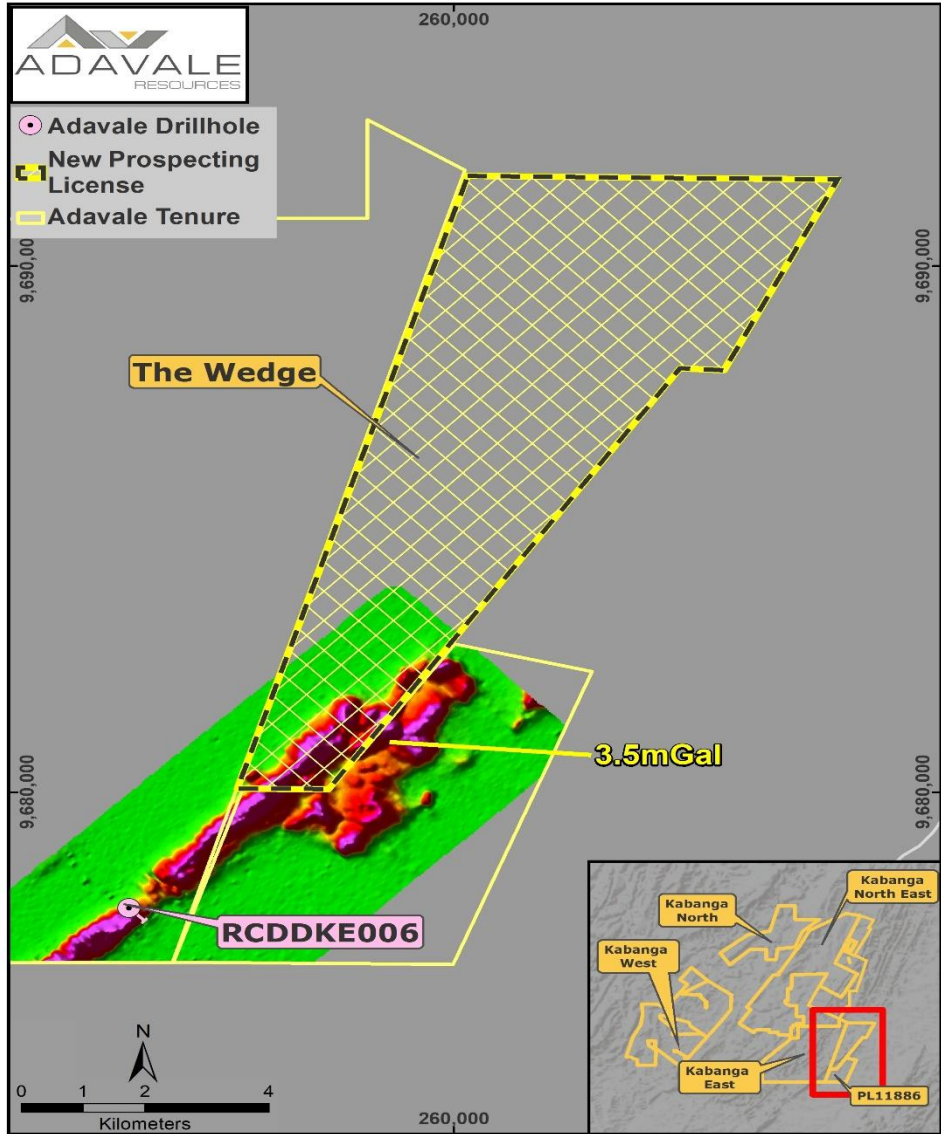 260,000
ADAVALE
RESOURCES
Adavale Drillhole
New Prospecting
License
Adavale Tenure
9,690,000
9,690,000
The Wedge
3.5mGal
9,680,000
9,680,000
RCDDKE006
Kabanga
North East
Kabanga
North
Kabanga
West
Kabanga
East
PL11886
N
0 1 2 4
Kilometers
260,000